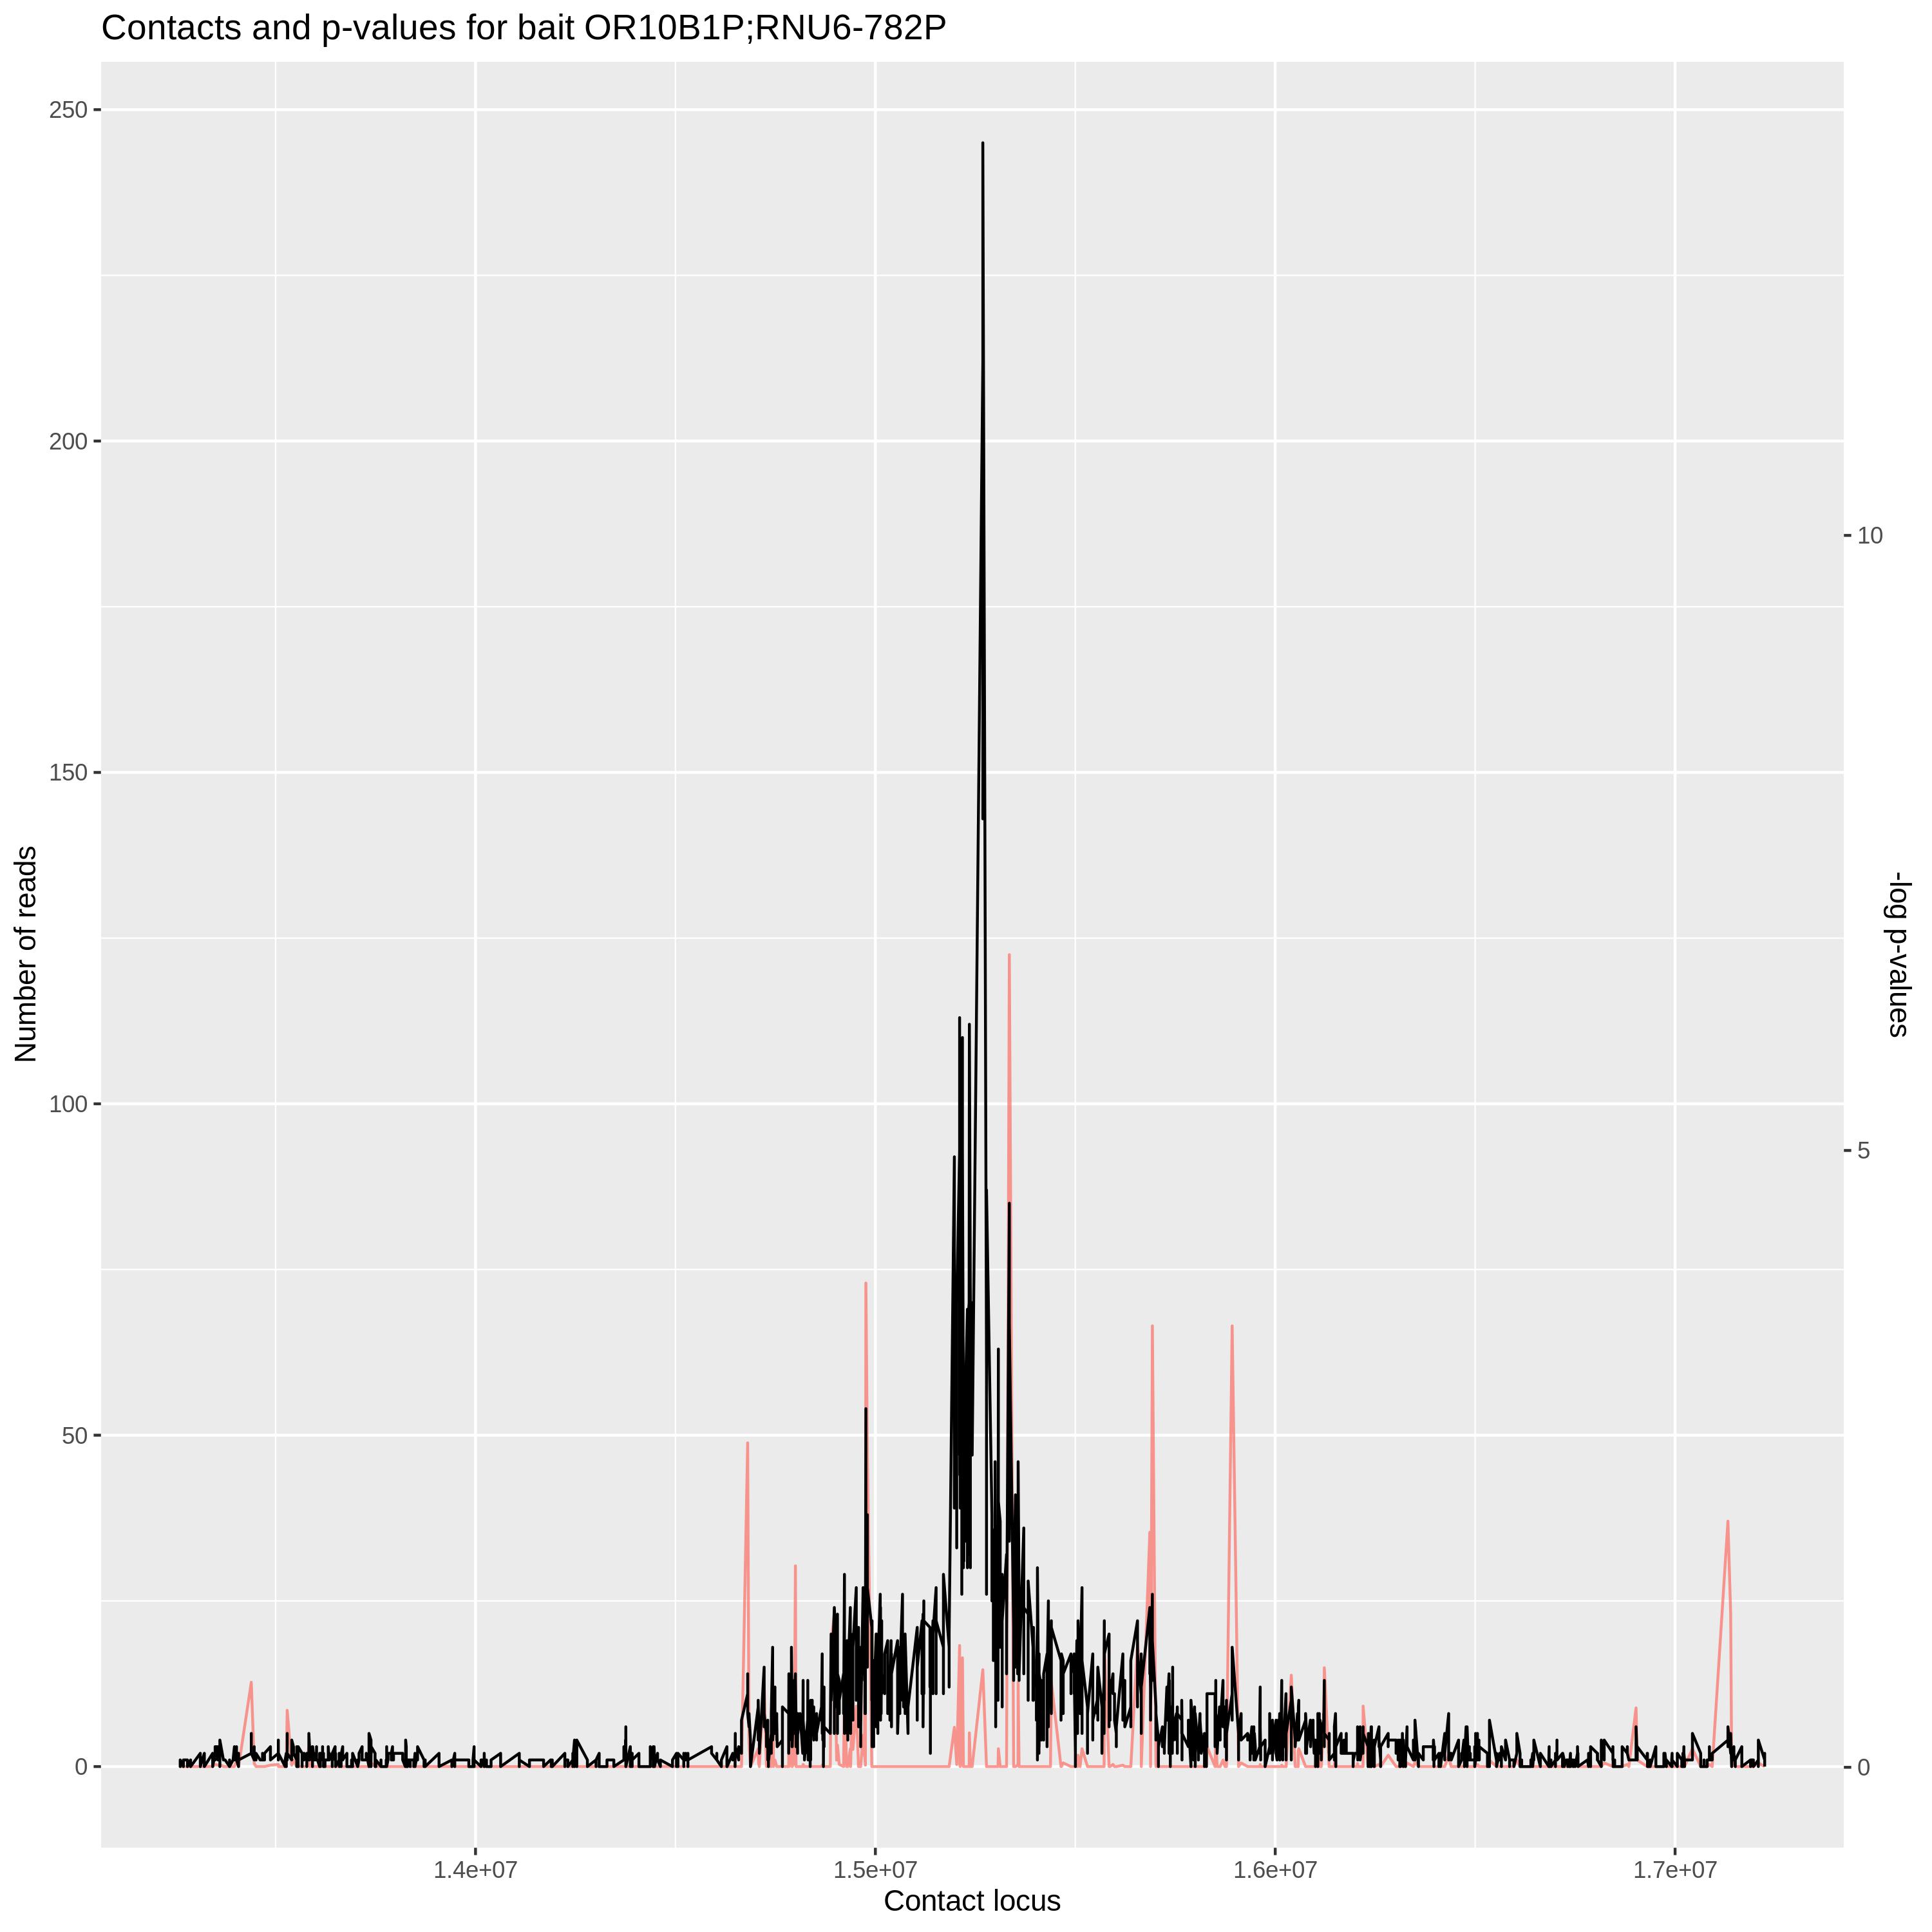 Contacts and p-values for bait OR10B1P;RNU6-782P
250
200
150
100
50
0
Number of reads
10
5
0
-log p-values
1.4e+07
1.5e+07
1.6e+07
1.7e+07
Contact locus